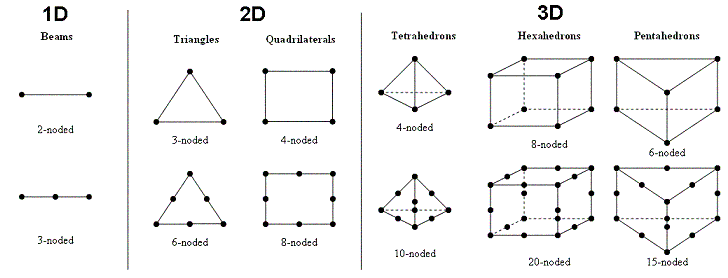 1D
2D
3D
Beams
Triangles
Quadrilaterals
Tetrahedrons
Hexahedrons
Pentahedrons
2-noded
3-noded
4-noded
4-noded
8-noded
6-noded
3-noded
6-noded
8-noded
10-noded
20-noded
15-noded